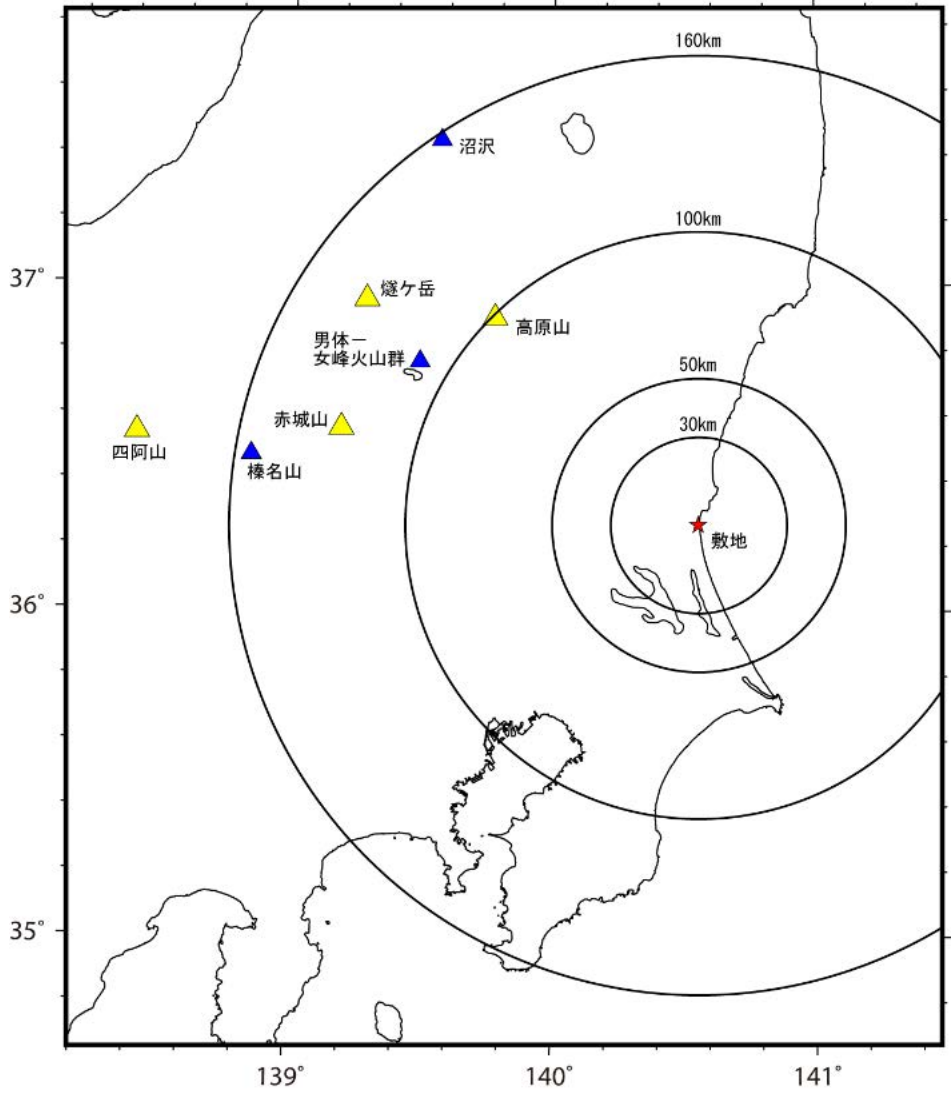 160km
沼沢
100km
37°
燧ケ岳
高原山
男体－
女峰火山群
50km
赤城山
30km
四阿山
榛名山
敷地
36°
35°
139°
140°
141°